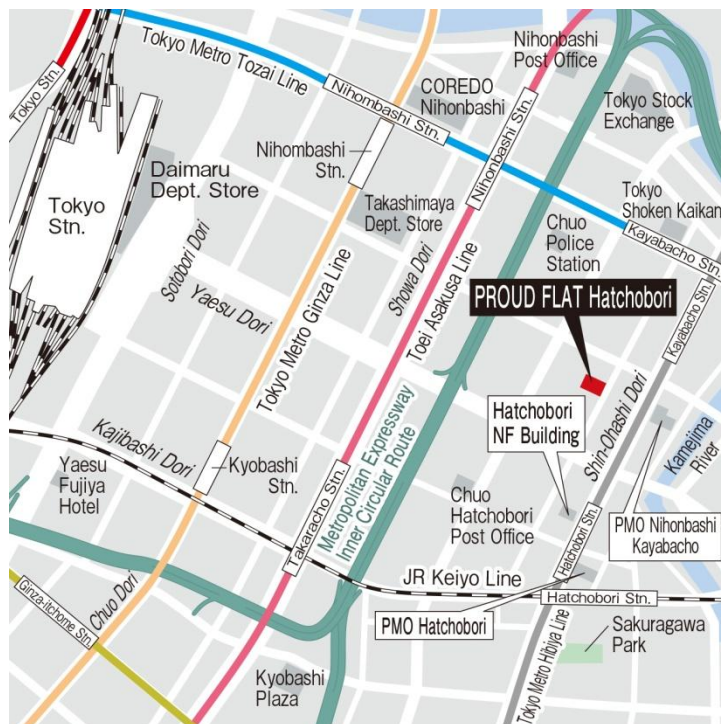 Tokyo Stn.
Tokyo Metro Tozai Line
Nihombashi Stn.
COREDO
Nihonbashi
Nihonbashi
Post Office
Tokyo Stock
Exchange
Nihonbashi Stn.
Nihombashi
Stn.
Daimaru
Dept. Store
Tokyo
Stn.
Takashimaya
Dept. Store
Tokyo
Shoken Kaikan
Kayabacho Stn.
Chuo
Police
Station
Sotobori Dori
Yaesu Dori
Tokyo Metro Ginza Line
Showa Dori
Toei Asakusa Line
PROUD FLAT Hatchobori
Kayabacho Stn.
Shin-Ohashi Dori
Kamejima
River
Hatchobori
NF Building
Kajibashi Dori
Kyobashi
Stn.
Yaesu
Fujiya
Hotel
Takaracho Stn.
Metropolitan Expressway
Inner Circular Route
Chuo
Hatchobori
Post Office
Hatchobori Stn.
PMO Nihonbashi
Kayabacho
JR Keiyo Line
Hatchobori Stn.
Ginza-itchome Stn.
Chuo Dori
PMO Hatchobori
Tokyo Metro Hibiya Line
Sakuragawa
Park
Kyobashi
Plaza